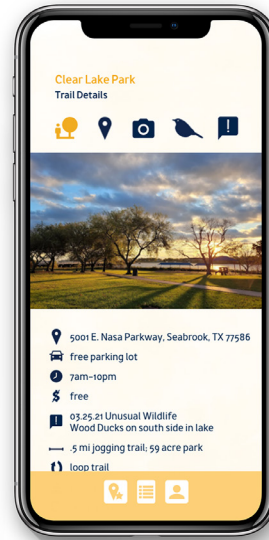 Clear Lake Park
Trail Details
5001 E. Nasa Parkway, Seabrook, TX 77586
free parking lot
7am-10pm
free
03.25.21 Unusual Wildlife
Wood Ducks on south side in lake
.5 mi jogging trail; 59 acre park
loop trail